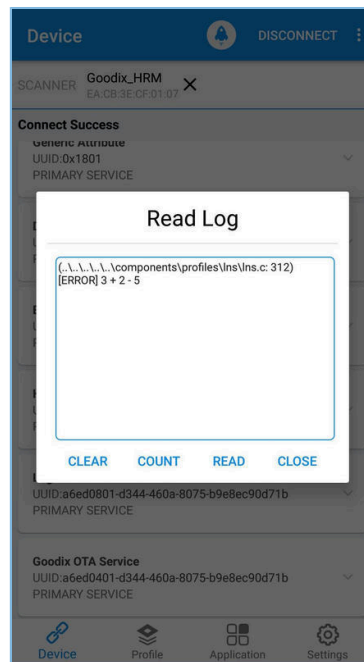 Device
DISCONNECT
SCANNER
Goodix_HRM
EA:CB:3E:CF:01:07
Connect Success
Generic Attribute
UUID:0x1801
PRIMARY SERVICE
Read Log
(..\..\..\..\..\components\profiles\lns\lns.c: 312)
[ERROR] 3 + 2 - 5
CLEAR
COUNT
READ
CLOSE
UUID:a6ed0801-d344-460a-8075-b9e8ec90d71b
PRIMARY SERVICE
Goodix OTA Service
UUID:a6ed0401-d344-460a-8075-b9e8ec90d71b
PRIMARY SERVICE
Device
Profile
Application
Settings